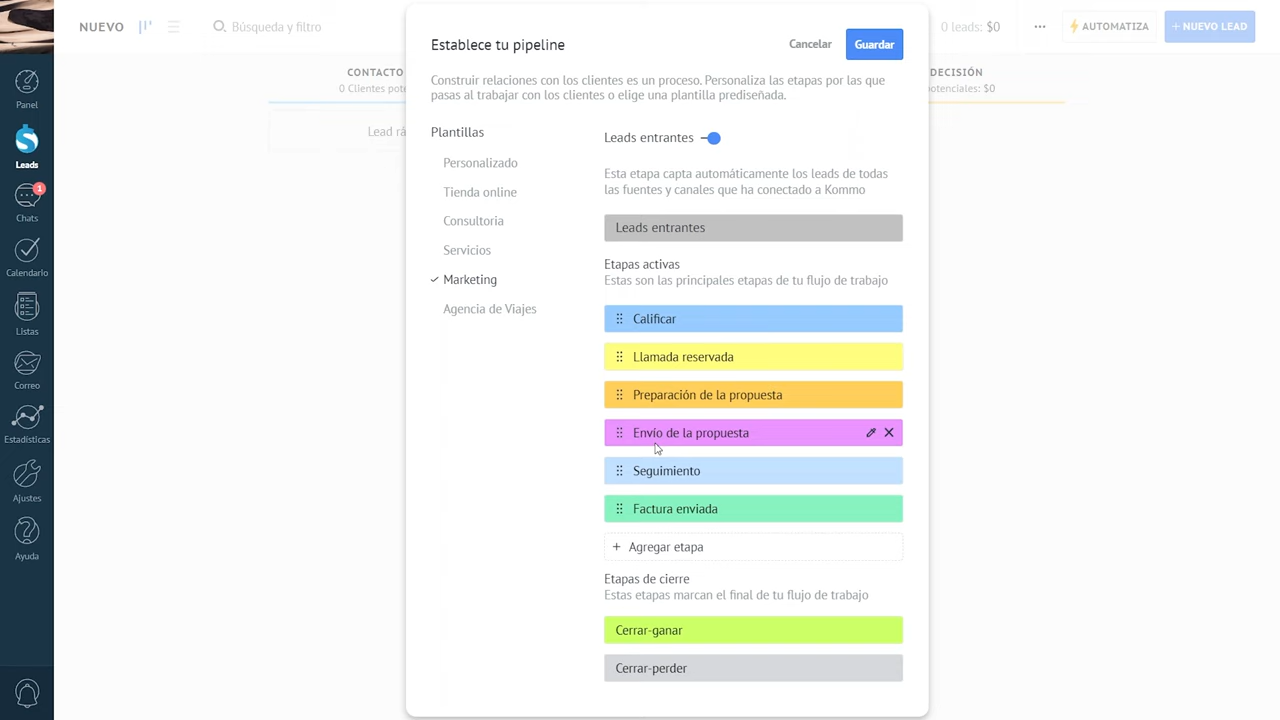 NUEVO
Búsqueda y filtro
0 leads: $0
AUTOMATIZA
+ NUEVO LEAD
Panel
Leads
1
Chats
Calendario
Listas
Correo
Estadísticas
Ajustes
Ayuda
CONTACTO
0 Clientes pote
Lead rá
DECISIÓN
potenciales: $0
Establece tu pipeline
Cancelar
Guardar
Construir relaciones con los clientes es un proceso. Personaliza las etapas por las que
pasas al trabajar con los clientes o elige una plantilla prediseñada.
Plantillas
Personalizado
Tienda online
Consultoria
Servicios
Marketing
Agencia de Viajes
Leads entrantes
Esta etapa capta automáticamente los leads de todas
las fuentes y canales que ha conectado a Kommo
Leads entrantes
Etapas activas
Estas son las principales etapas de tu flujo de trabajo
Calificar
Llamada reservada
Preparación de la propuesta
Envío de la propuesta
Seguimiento
Factura enviada
+ Agregar etapa
Etapas de cierre
Estas etapas marcan el final de tu flujo de trabajo
Cerrar-ganar
Cerrar-perder